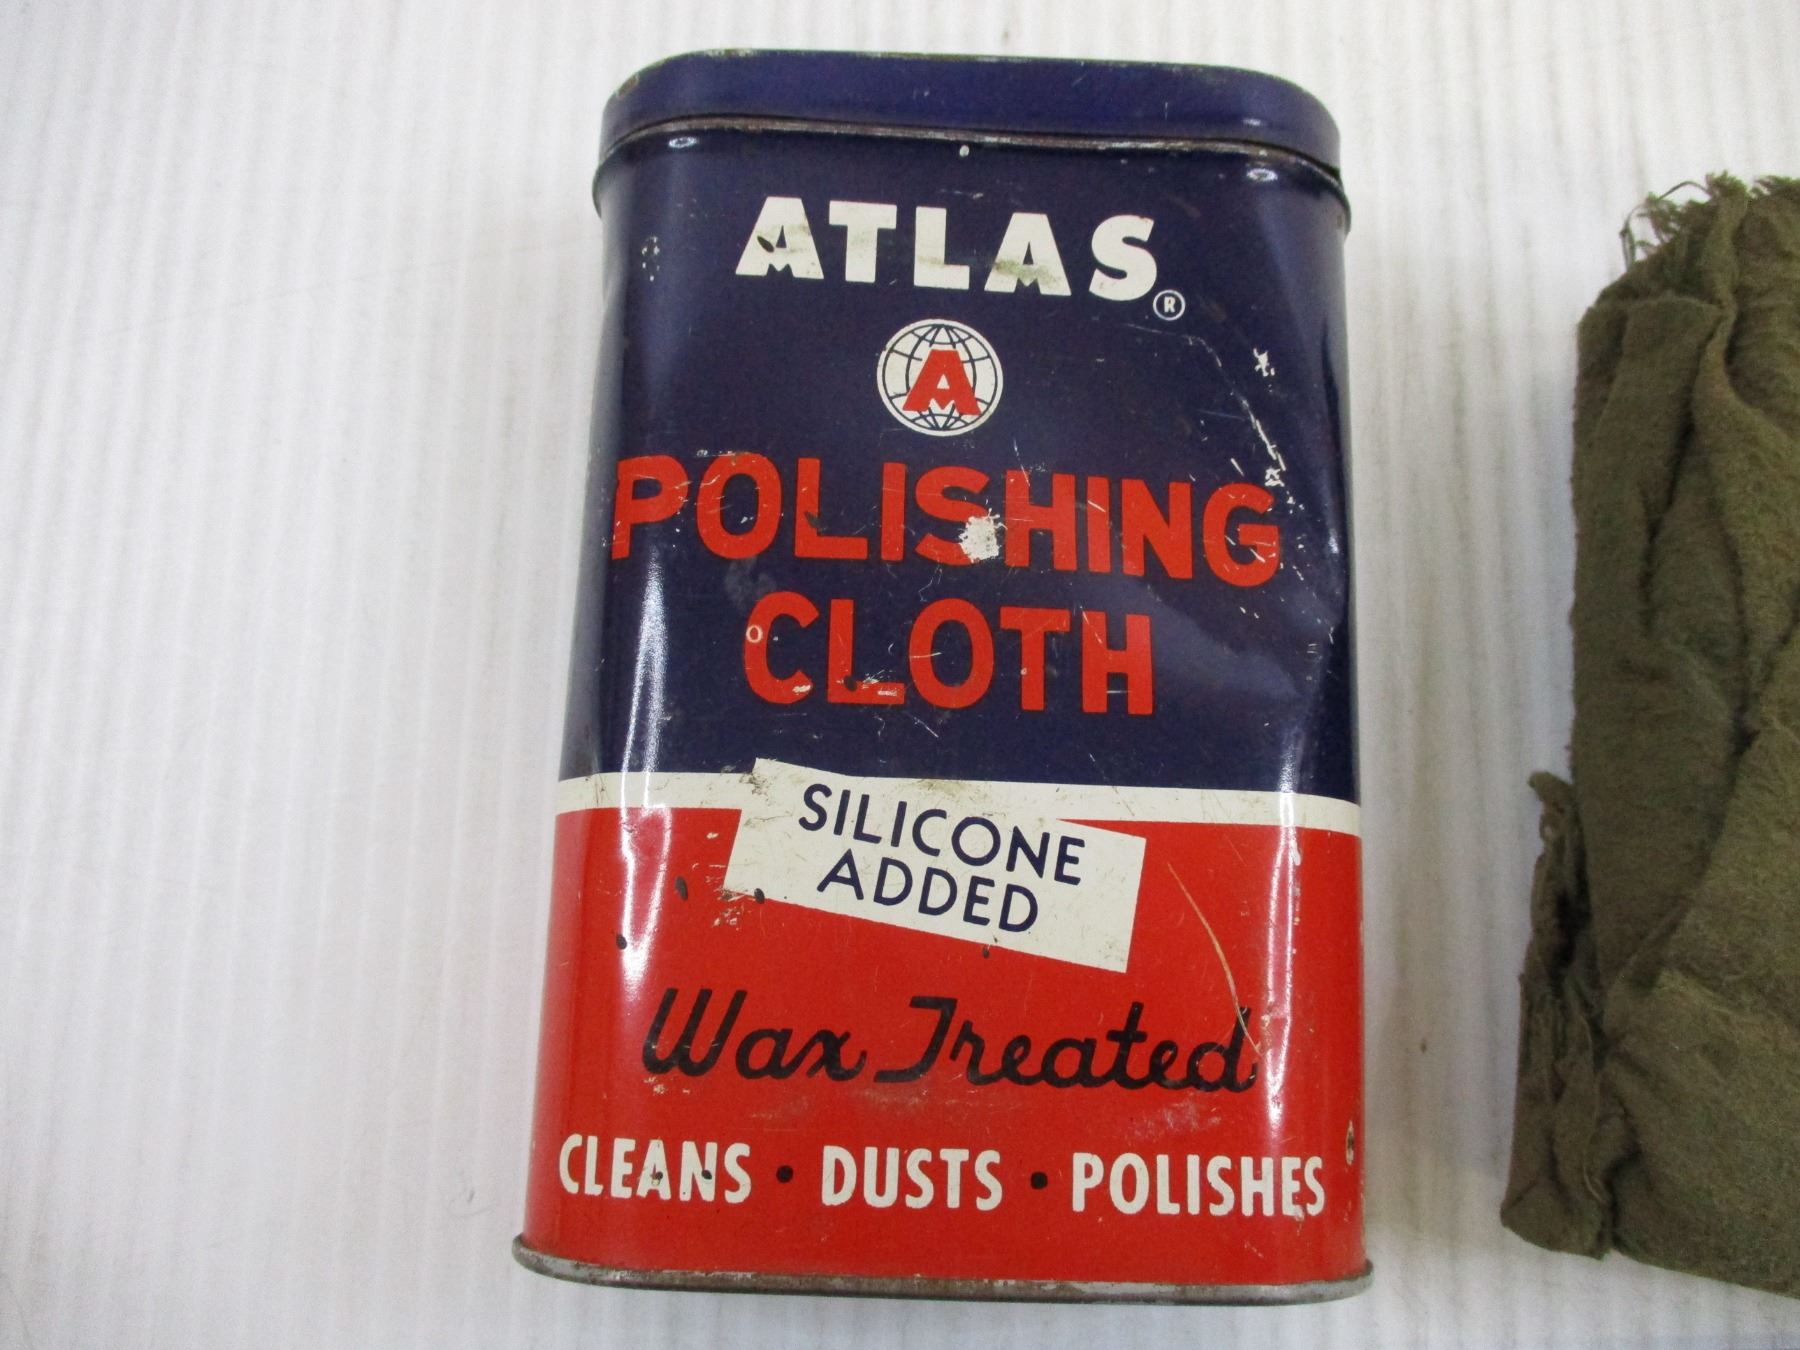 ATLAS®
A
POLISHING
CLOTH
SILICONE
ADDED
Wax Treated
CLEANS • DUSTS • POLISHES